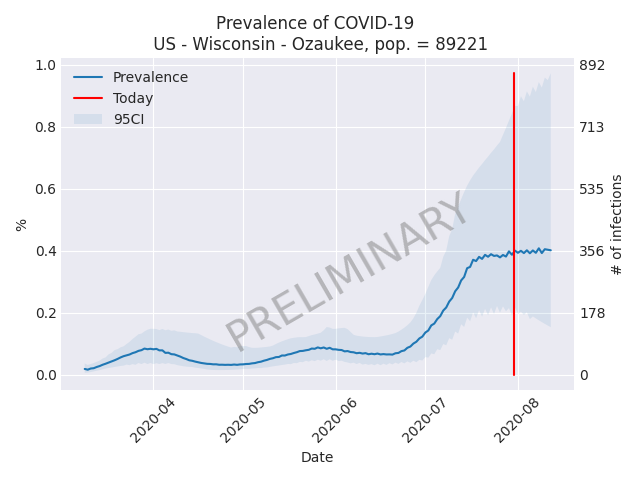 Prevalence of COVID-19
US - Wisconsin - Ozaukee, pop. = 89221
Prevalence
Today
95CI
PRELIMINARY
%
1.0
0.8
0.6
0.4
0.2
0.0
892
713
535
356
178
0
# of infections
2020-04
2020-05
2020-06
2020-07
2020-08
Date